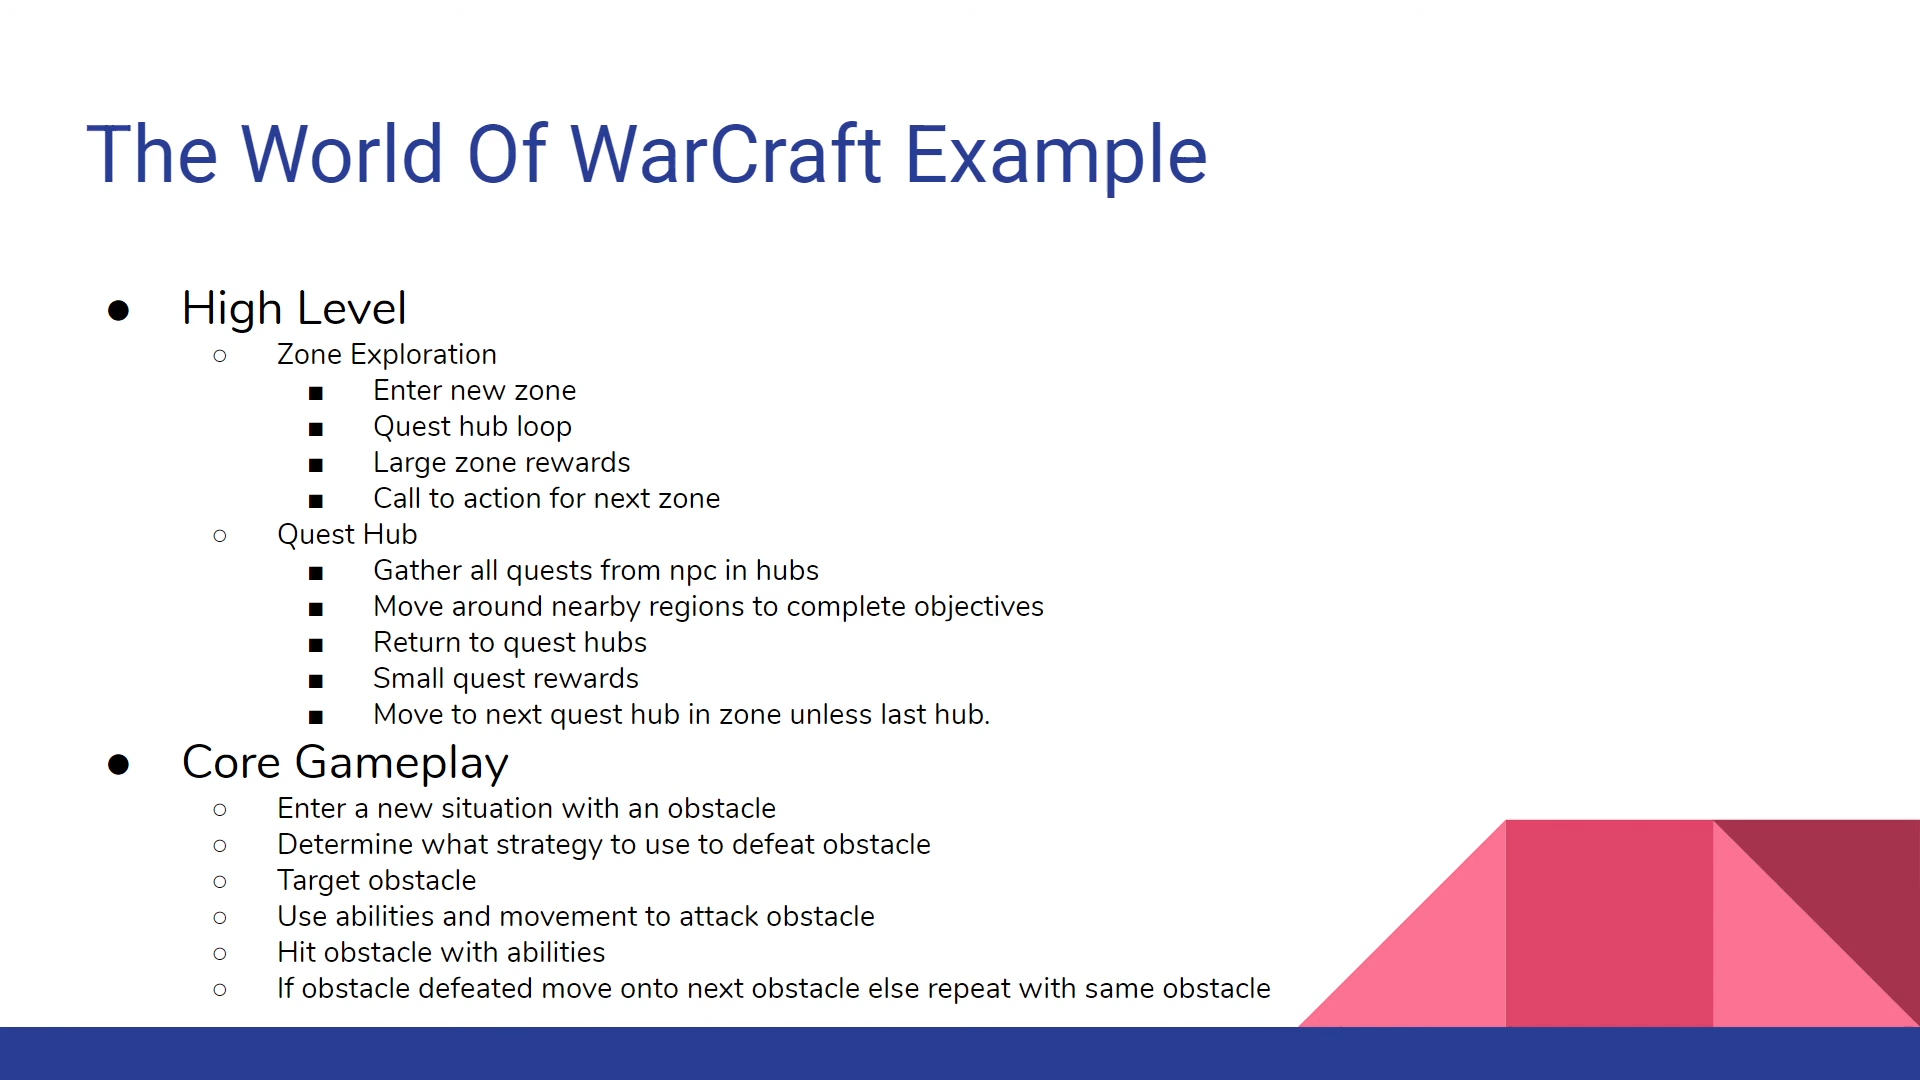 The World Of WarCraft Example
● High Level
○ Zone Exploration
■ Enter new zone
■ Quest hub loop
■ Large zone rewards
■ Call to action for next zone
○ Quest Hub
■ Gather all quests from npc in hubs
■ Move around nearby regions to complete objectives
■ Return to quest hubs
■ Small quest rewards
■ Move to next quest hub in zone unless last hub.
● Core Gameplay
○ Enter a new situation with an obstacle
○ Determine what strategy to use to defeat obstacle
○ Target obstacle
○ Use abilities and movement to attack obstacle
○ Hit obstacle with abilities
○ If obstacle defeated move onto next obstacle else repeat with same obstacle